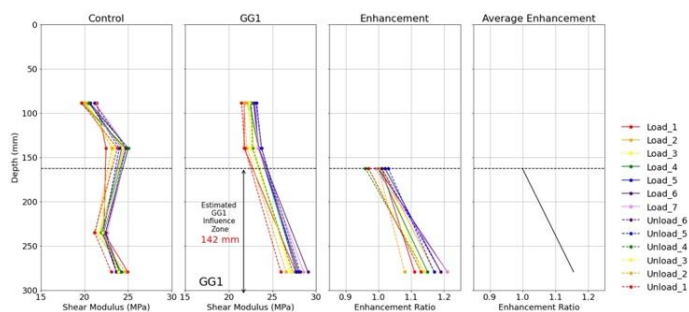 Control
GG1
Enhancement
Average Enhancement
0
50
100
150
200
250
300
Depth (mm)
15
20
25
30
Shear Modulus (MPa)
15
20
25
30
Shear Modulus (MPa)
0.9
1.0
1.1
1.2
Enhancement Ratio
0.9
1.0
1.1
1.2
Enhancement Ratio
Estimated
GG1
Influence
Zone
142 mm
GG1
Load_1
Load_2
Load_3
Load_4
Load_5
Load_6
Load_7
Unload_6
Unload_5
Unload_4
Unload_3
Unload_2
Unload_1